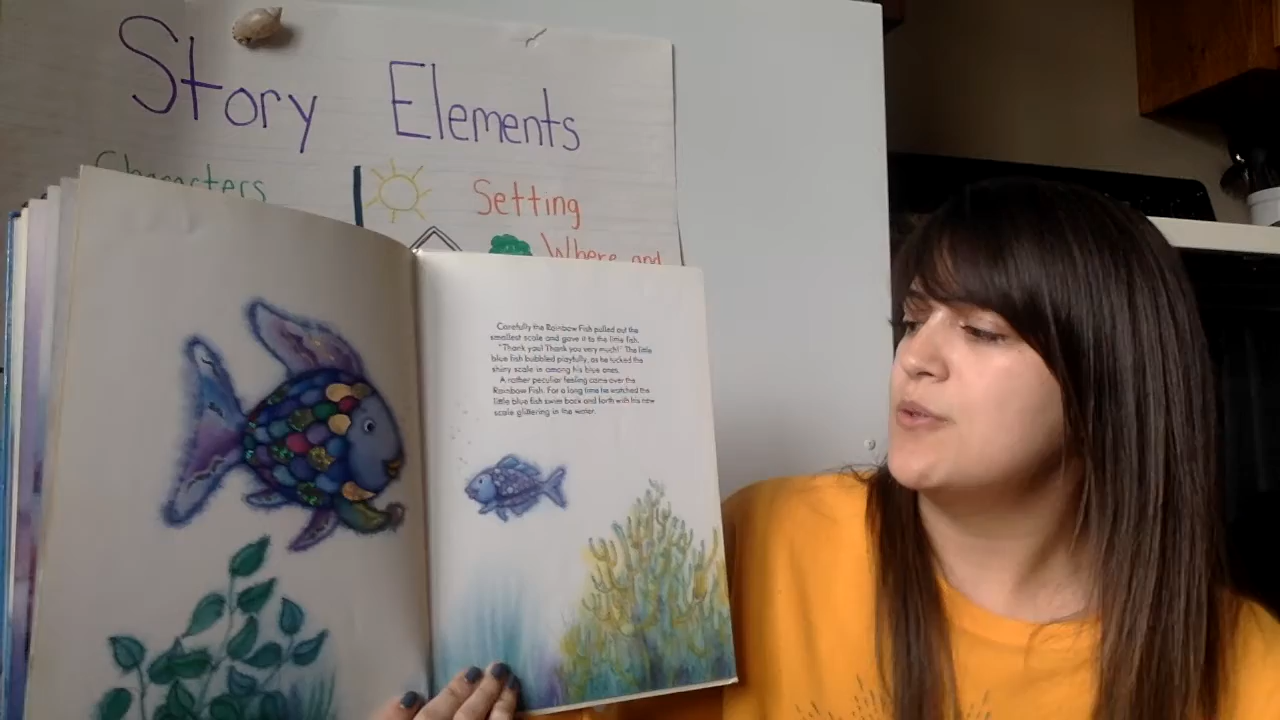 Story Elements
Characters
Setting
Where and
Carefully the Rainbow Fish pulled out the
smallest scale and gave it to the little fish.
"Thank you! Thank you very much!" The little
blue fish bubbled playfully, as he tucked the
shiny scale in among his blue ones.
A rather peculiar feeling came over the
Rainbow Fish. For a long time he watched the
little blue fish swim back and forth with his new
scale glittering in the water.